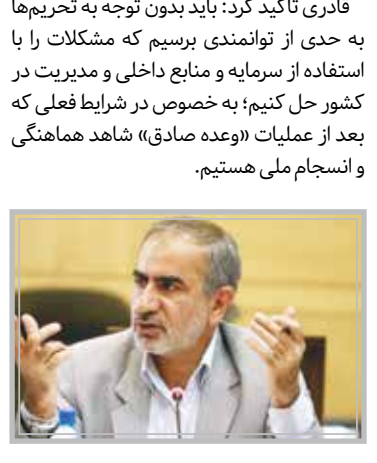 قادری تاکید کرد: باید بدون توجه به تحریم‌ها
به حدی از توانمندی برسیم که مشکلات را با
استفاده از سرمایه و منابع داخلی و مدیریت در
کشور حل کنیم؛ به خصوص در شرایط فعلی که
بعد از عملیات «وعده صادق» شاهد هماهنگی
و انسجام ملی هستیم.